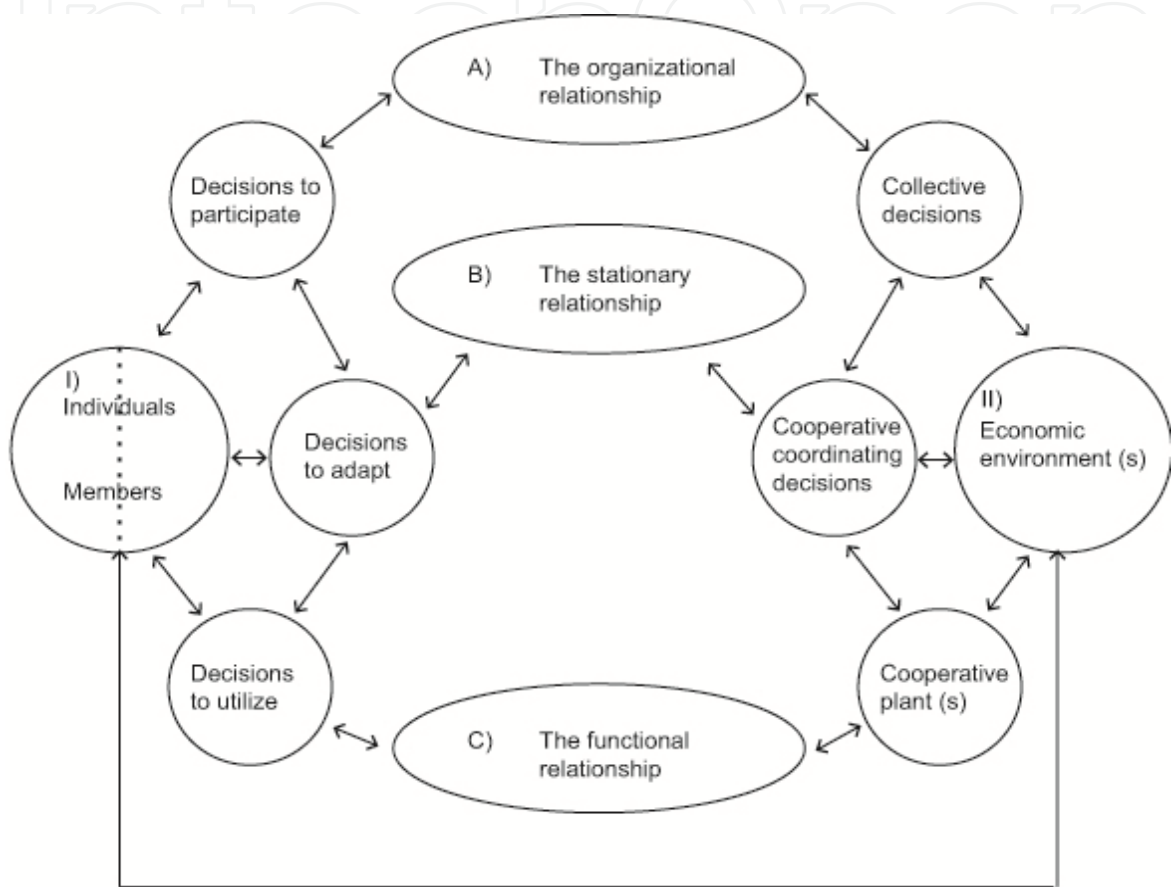 A) The organizational
relationship
Decisions to
participate
Collective
decisions
B) The stationary
relationship
I)
Individuals
Members
Decisions
to adapt
Cooperative
coordinating
decisions
II)
Economic
environment (s)
Decisions
to utilize
Cooperative
plant (s)
C) The functional
relationship